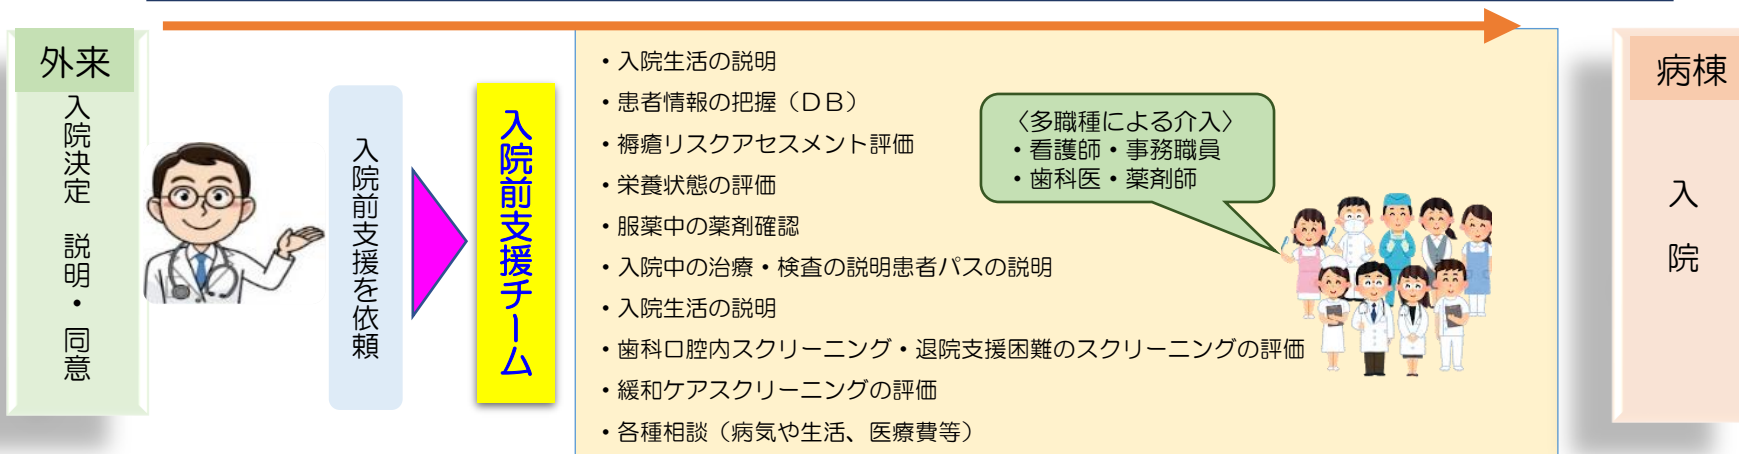 外来
入院決定 説明・同意
入院前支援を依頼
入院前支援チーム
・入院生活の説明
・患者情報の把握（ＤＢ）
・褥瘡リスクアセスメント評価
・栄養状態の評価
・服薬中の薬剤確認
・入院中の治療・検査の説明患者パスの説明
・入院生活の説明
・歯科口腔内スクリーニング・退院支援困難のスクリーニングの評価
・緩和ケアスクリーニングの評価
・各種相談（病気や生活、医療費等）
〈多職種による介入〉
・看護師・事務職員
・歯科医・薬剤師
病棟
入院